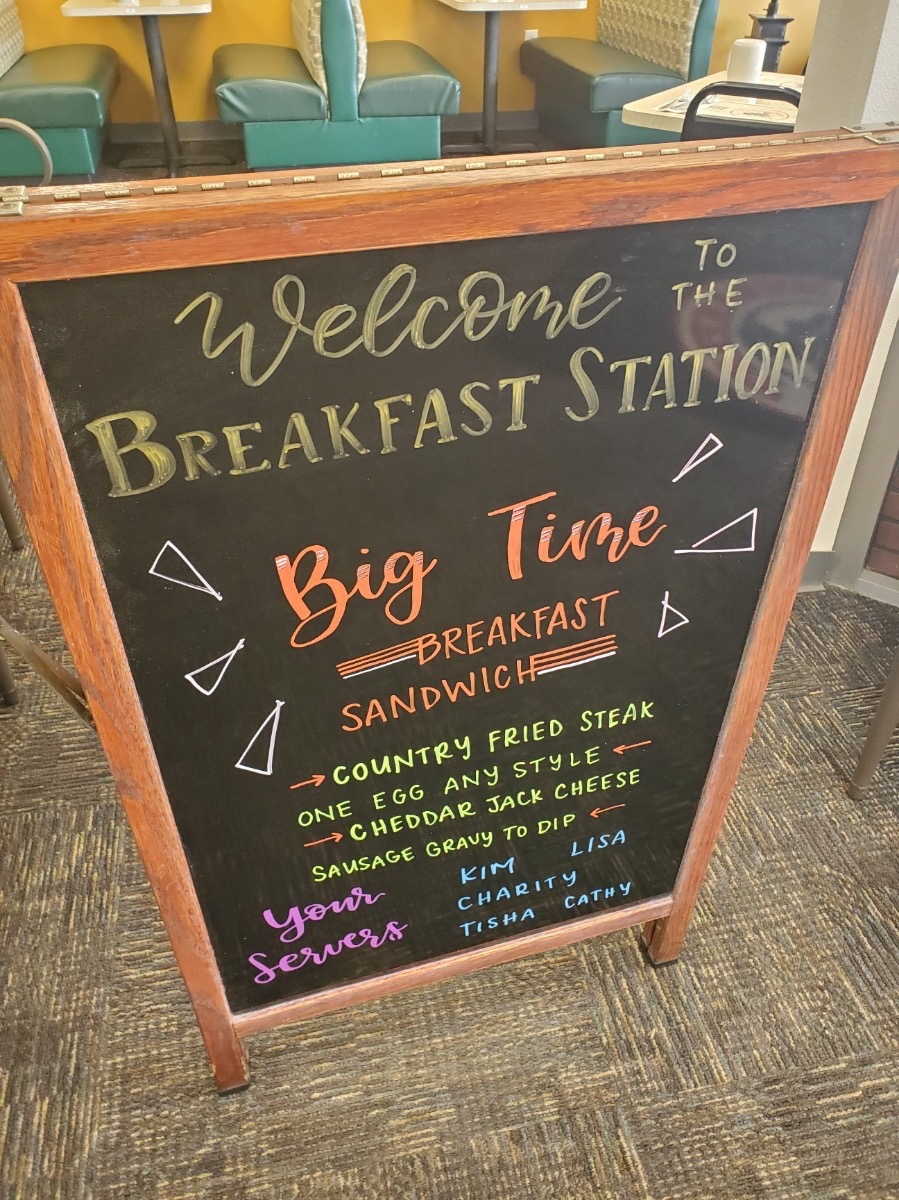 Welcome TO
THE
BREAKFAST STATION
Big Time
BREAKFAST
SANDWICH
→COUNTRY FRIED STEAK
ONE EGG ANY STYLE←
→CHEDDAR JACK CHEESE
SAUSAGE GRAVY TO DIP ←
Your
Servers
KIM LISA
CHARITY
TISHA CATHY